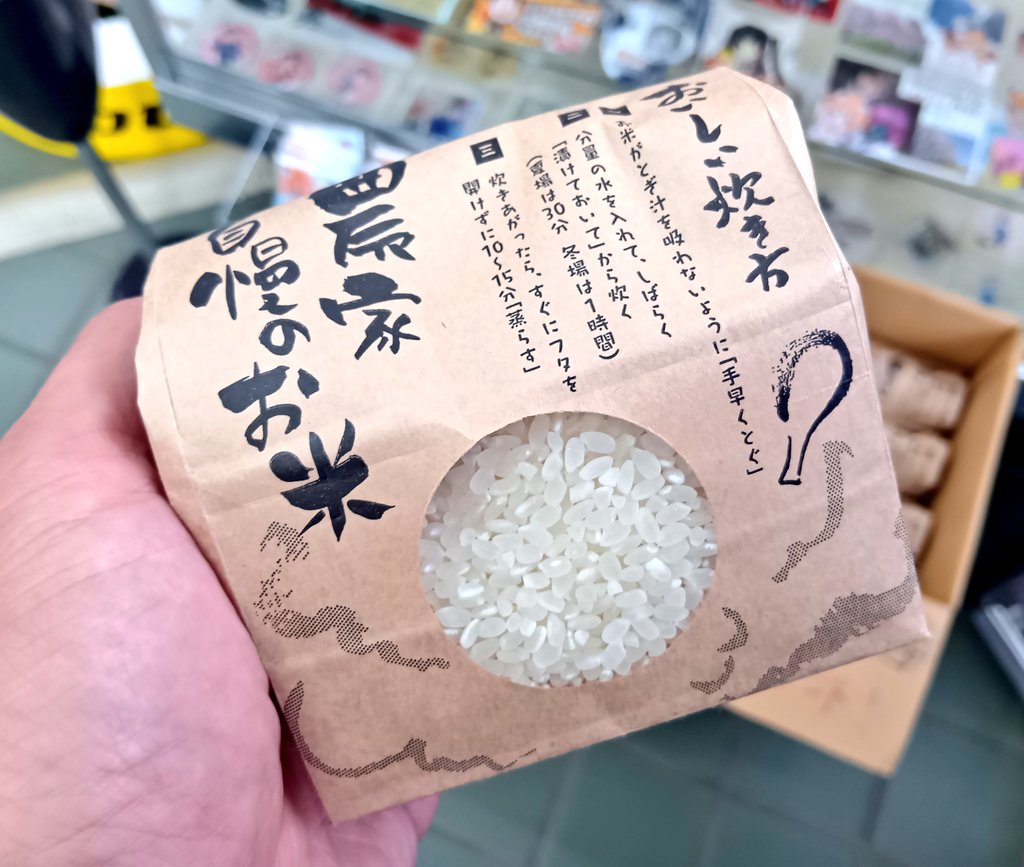 おいしい炊き方
一 お米がとぎ汁を吸わないように「手早くとぐ」
二 分量の水を入れて、しばらく
「漬けておいて」から炊く
(夏場は30分 冬場は1時間)
三 炊きあがったら、すぐにフタを
開けずに10〜15分「蒸らす」
農家
自慢のお米